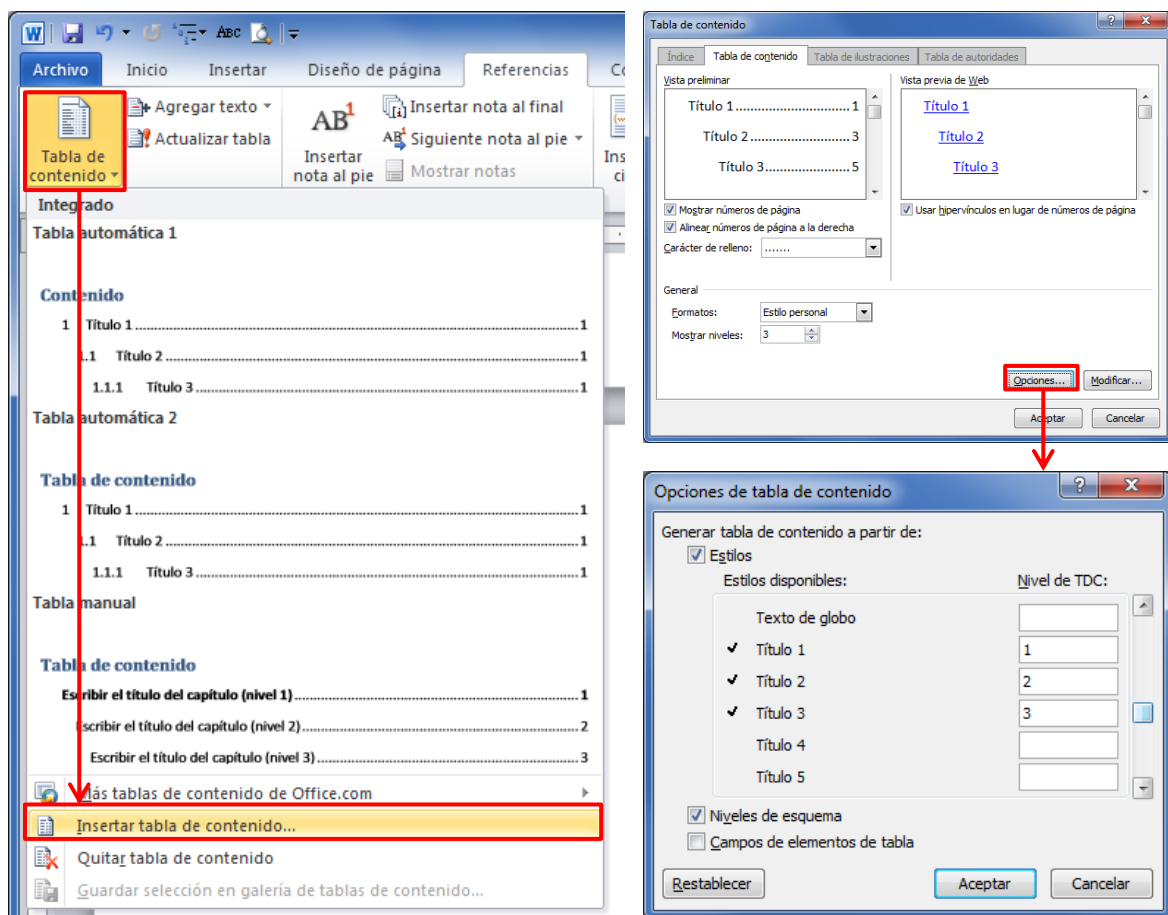 W ABC
Archivo Inicio Insertar Diseño de página Referencias Co
Tabla de contenido
Agregar texto
Actualizar tabla
AB1
Insertar nota al pie
Insertar nota al final
Siguiente nota al pie
Mostrar notas
Ins
ci
Integrado
Tabla automática 1
Contenido
1 Título 1 1
1.1 Título 2 1
1.1.1 Título 3 1
Tabla automática 2
Tabla de contenido
1 Título 1 1
1.1 Título 2 1
1.1.1 Título 3 1
Tabla manual
Tabla de contenido
Escribir el título del capítulo (nivel 1) 1
Escribir el título del capítulo (nivel 2) 2
Escribir el título del capítulo (nivel 3) 3
Más tablas de contenido de Office.com
Insertar tabla de contenido...
Quitar tabla de contenido
Guardar selección en galería de tablas de contenido...
Tabla de contenido
Índice Tabla de contenido Tabla de ilustraciones Tabla de autoridades
Vista preliminar
Título 1 1
Título 2 3
Título 3 5
Vista previa de Web
Título 1
Título 2
Título 3
Mostrar números de página
Alinear números de página a la derecha
Carácter de relleno: .......
Usar hipervínculos en lugar de números de página
General
Formatos: Estilo personal
Mostrar niveles: 3
Opciones... Modificar...
Aceptar Cancelar
Opciones de tabla de contenido
Generar tabla de contenido a partir de:
Estilos
Estilos disponibles: Nivel de TDC:
Texto de globo
Título 1 1
Título 2 2
Título 3 3
Título 4
Título 5
Niveles de esquema
Campos de elementos de tabla
Restablecer Aceptar Cancelar